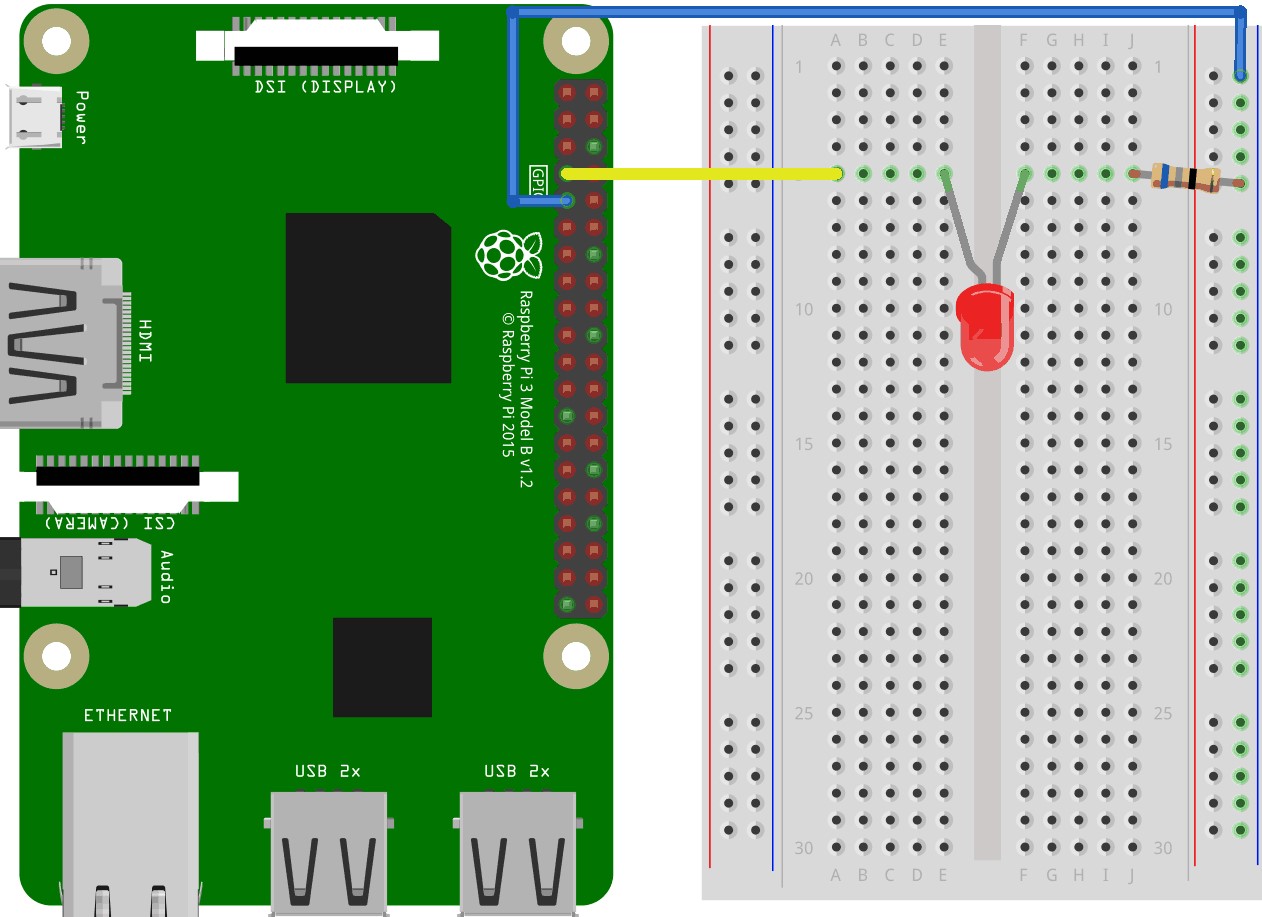 DSI (DISPLAY)
Power
HDMI
CSI (CAMERA)
Audio
ETHERNET
USB 2x
USB 2x
Raspberry Pi 3 Model B v1.2
© Raspberry Pi 2015
A B C D E F G H I J
1 1
10 10
15 15
20 20
25 25
30 30
A B C D E F G H I J